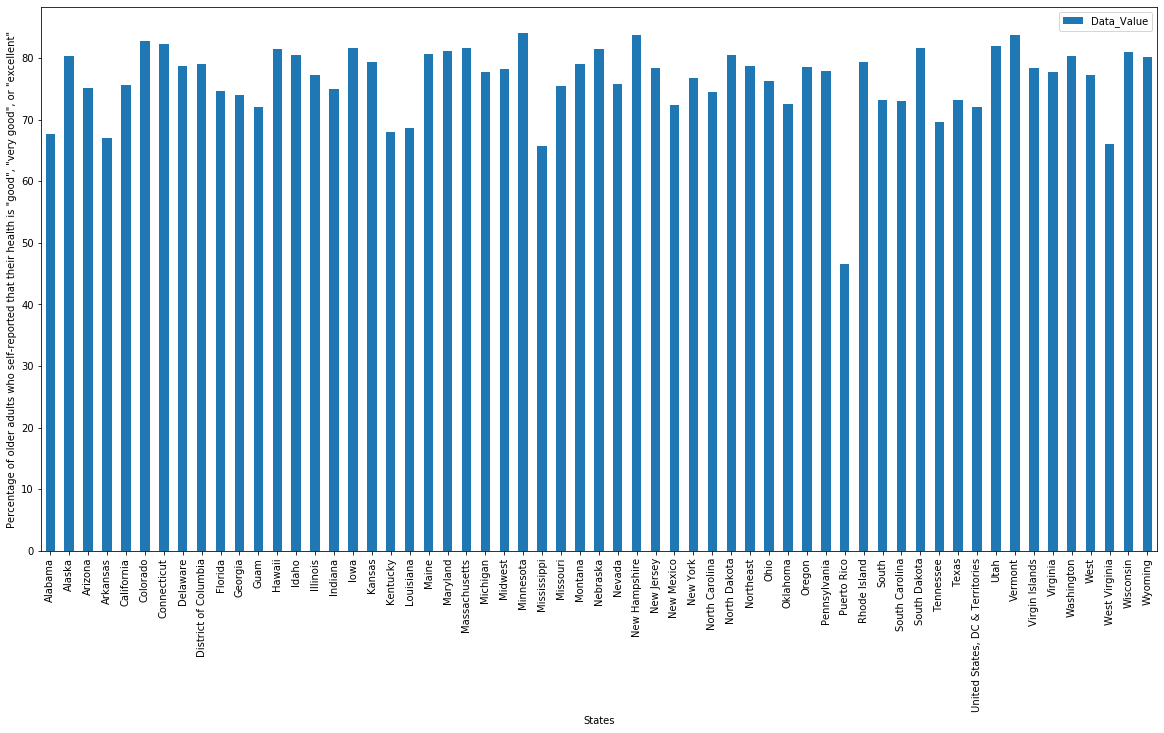 Data_Value
Percentage of older adults who self-reported that their health is "good", "very good", or "excellent"
80
70
60
50
40
30
20
10
0
Alabama
Alaska
Arizona
Arkansas
California
Colorado
Connecticut
Delaware
District of Columbia
Florida
Georgia
Guam
Hawaii
Idaho
Illinois
Indiana
Iowa
Kansas
Kentucky
Louisiana
Maine
Maryland
Massachusetts
Michigan
Midwest
Minnesota
Mississippi
Missouri
Montana
Nebraska
Nevada
New Hampshire
New Jersey
New Mexico
New York
North Carolina
North Dakota
Northeast
Ohio
Oklahoma
Oregon
Pennsylvania
Puerto Rico
Rhode Island
South
South Carolina
South Dakota
Tennessee
Texas
United States, DC & Territories
Utah
Vermont
Virgin Islands
Virginia
Washington
West
West Virginia
Wisconsin
Wyoming
States